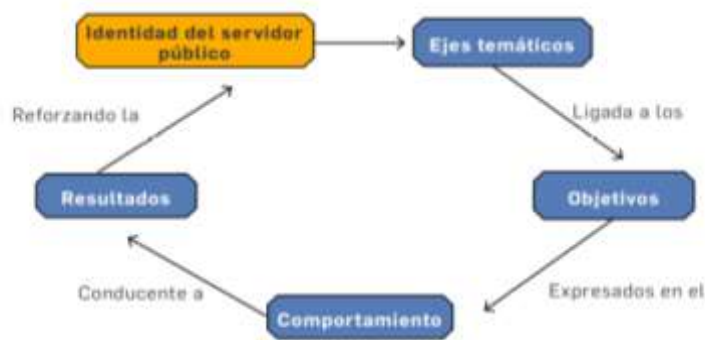 Identidad del servidor
público
Ejes temáticos
Ligada a los
Objetivos
Expresados en el
Comportamiento
Conducente a
Resultados
Reforzando la